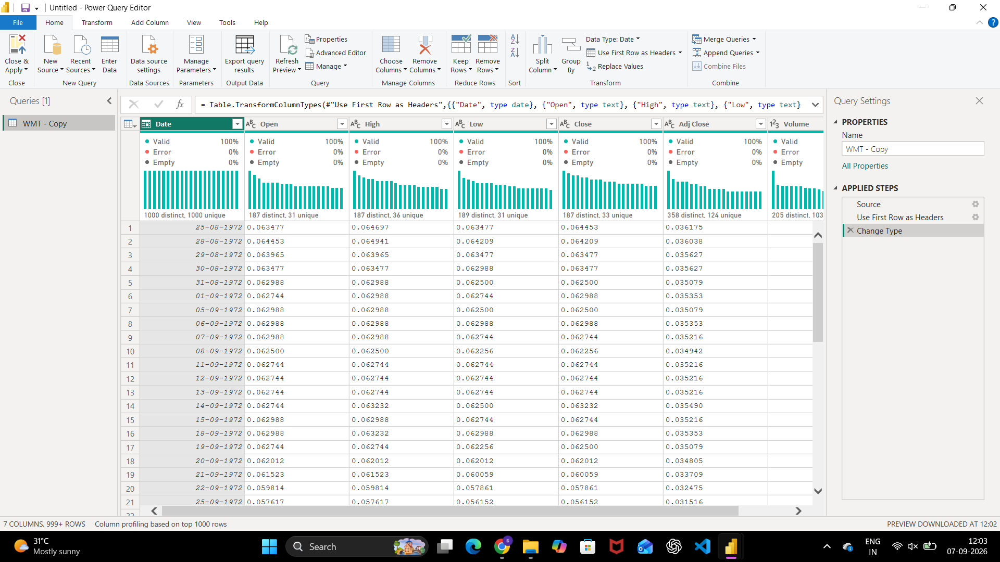 Untitled - Power Query Editor
File Home Transform Add Column View Tools Help
Close & Apply
New Source
Recent Sources
Enter Data
Data source settings
Manage Parameters
Export query results
Refresh Preview
Properties
Advanced Editor
Manage
Choose Columns
Remove Columns
Keep Rows
Remove Rows
Split Column
Group By
Data Type: Date
Use First Row as Headers
Replace Values
Merge Queries
Append Queries
Combine Files
Close New Query Data Sources Parameters Output Data Query Manage Columns Reduce Rows Sort Transform Combine
Queries [1]
WMT - Copy
fx = Table.TransformColumnTypes(#"Use First Row as Headers",{{"Date", type date}, {"Open", type text}, {"High", type text}, {"Low", type text}
Date ABC Open ABC High ABC Low ABC Close ABC Adj Close 123 Volume
Valid 100% Valid 100% Valid 100% Valid 100% Valid 100% Valid 100% Valid
Error 0% Error 0% Error 0% Error 0% Error 0% Error 0% Error
Empty 0% Empty 0% Empty 0% Empty 0% Empty 0% Empty 0% Empty
1000 distinct, 1000 unique 187 distinct, 31 unique 187 distinct, 36 unique 189 distinct, 31 unique 187 distinct, 33 unique 358 distinct, 124 unique 205 distinct, 103
1 25-08-1972 0.063477 0.064697 0.063477 0.064453 0.036175
2 28-08-1972 0.064453 0.064941 0.064209 0.064209 0.036038
3 29-08-1972 0.063965 0.063965 0.063477 0.063477 0.035627
4 30-08-1972 0.063477 0.063477 0.062988 0.063477 0.035627
5 31-08-1972 0.062988 0.062988 0.062500 0.062500 0.035079
6 01-09-1972 0.062744 0.062988 0.062744 0.062988 0.035353
7 05-09-1972 0.062988 0.062988 0.062500 0.062500 0.035079
8 06-09-1972 0.062988 0.062988 0.062988 0.062988 0.035353
9 07-09-1972 0.062988 0.062988 0.062744 0.062744 0.035216
10 08-09-1972 0.062500 0.062500 0.062256 0.062256 0.034942
11 11-09-1972 0.062744 0.062744 0.062744 0.062744 0.035216
12 12-09-1972 0.062744 0.062744 0.062744 0.062744 0.035216
13 13-09-1972 0.062744 0.062744 0.062744 0.062744 0.035216
14 14-09-1972 0.062744 0.063232 0.062500 0.063232 0.035490
15 15-09-1972 0.062988 0.062988 0.062744 0.062744 0.035216
16 18-09-1972 0.062988 0.063232 0.062988 0.062988 0.035353
17 19-09-1972 0.062744 0.062744 0.062256 0.062500 0.035079
18 20-09-1972 0.062012 0.062012 0.062012 0.062012 0.034805
19 21-09-1972 0.061523 0.061523 0.060059 0.060059 0.033709
20 22-09-1972 0.059814 0.059814 0.057861 0.057861 0.032475
21 25-09-1972 0.057617 0.057617 0.056152 0.056152 0.031516
22
Query Settings
PROPERTIES
Name
WMT - Copy
All Properties
APPLIED STEPS
Source
Use First Row as Headers
Change Type
7 COLUMNS, 999+ ROWS Column profiling based on top 1000 rows PREVIEW DOWNLOADED AT 12:02
31°C
Mostly sunny
Search
ENG
IN
12:03
07-09-2026